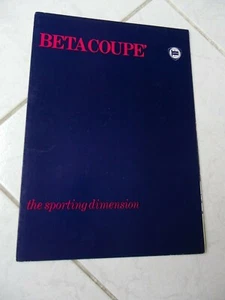 BETA COUPE
the sporting dimension